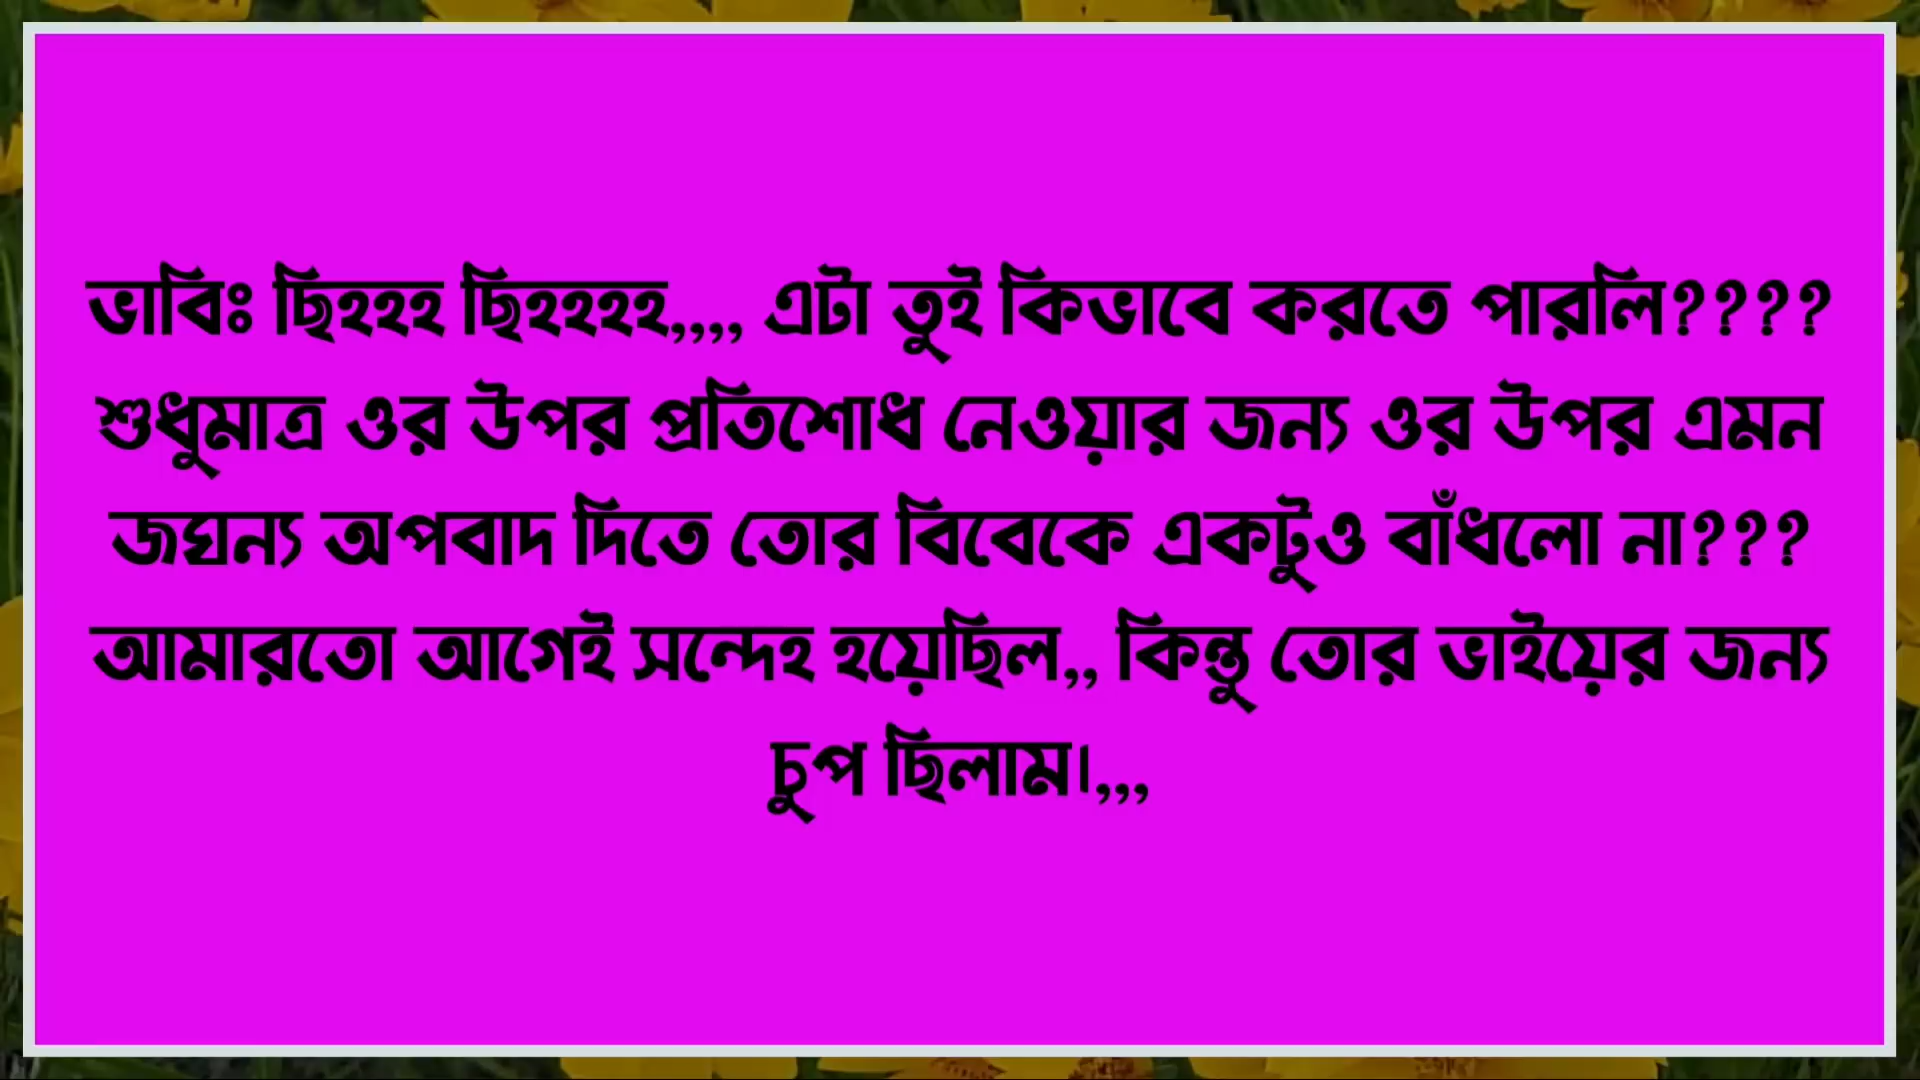 ভাবিঃ ছিহহহ ছিহহহহ,,,, এটা তুই কিভাবে করতে পারলি????
শুধুমাত্র ওর উপর প্রতিশোধ নেওয়ার জন্য ওর উপর এমন
জঘন্য অপবাদ দিতে তোর বিবেকে একটুও বাঁধলো না???
আমারতো আগেই সন্দেহ হয়েছিল,, কিন্তু তোর ভাইয়ের জন্য
চুপ ছিলাম।,,,